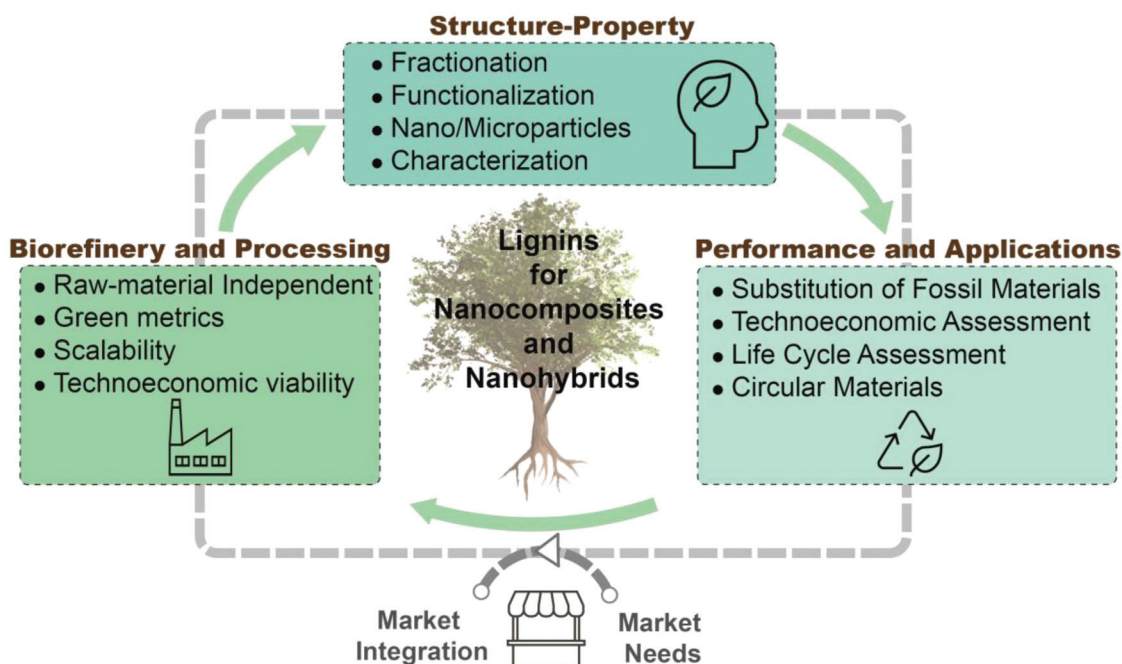 Structure-Property
• Fractionation
• Functionalization
• Nano/Microparticles
• Characterization
Biorefinery and Processing
• Raw-material Independent
• Green metrics
• Scalability
• Technoeconomic viability
Lignins
for
Nanocomposites
and
Nanohybrids
Performance and Applications
• Substitution of Fossil Materials
• Technoeconomic Assessment
• Life Cycle Assessment
• Circular Materials
Market
Integration
Market
Needs